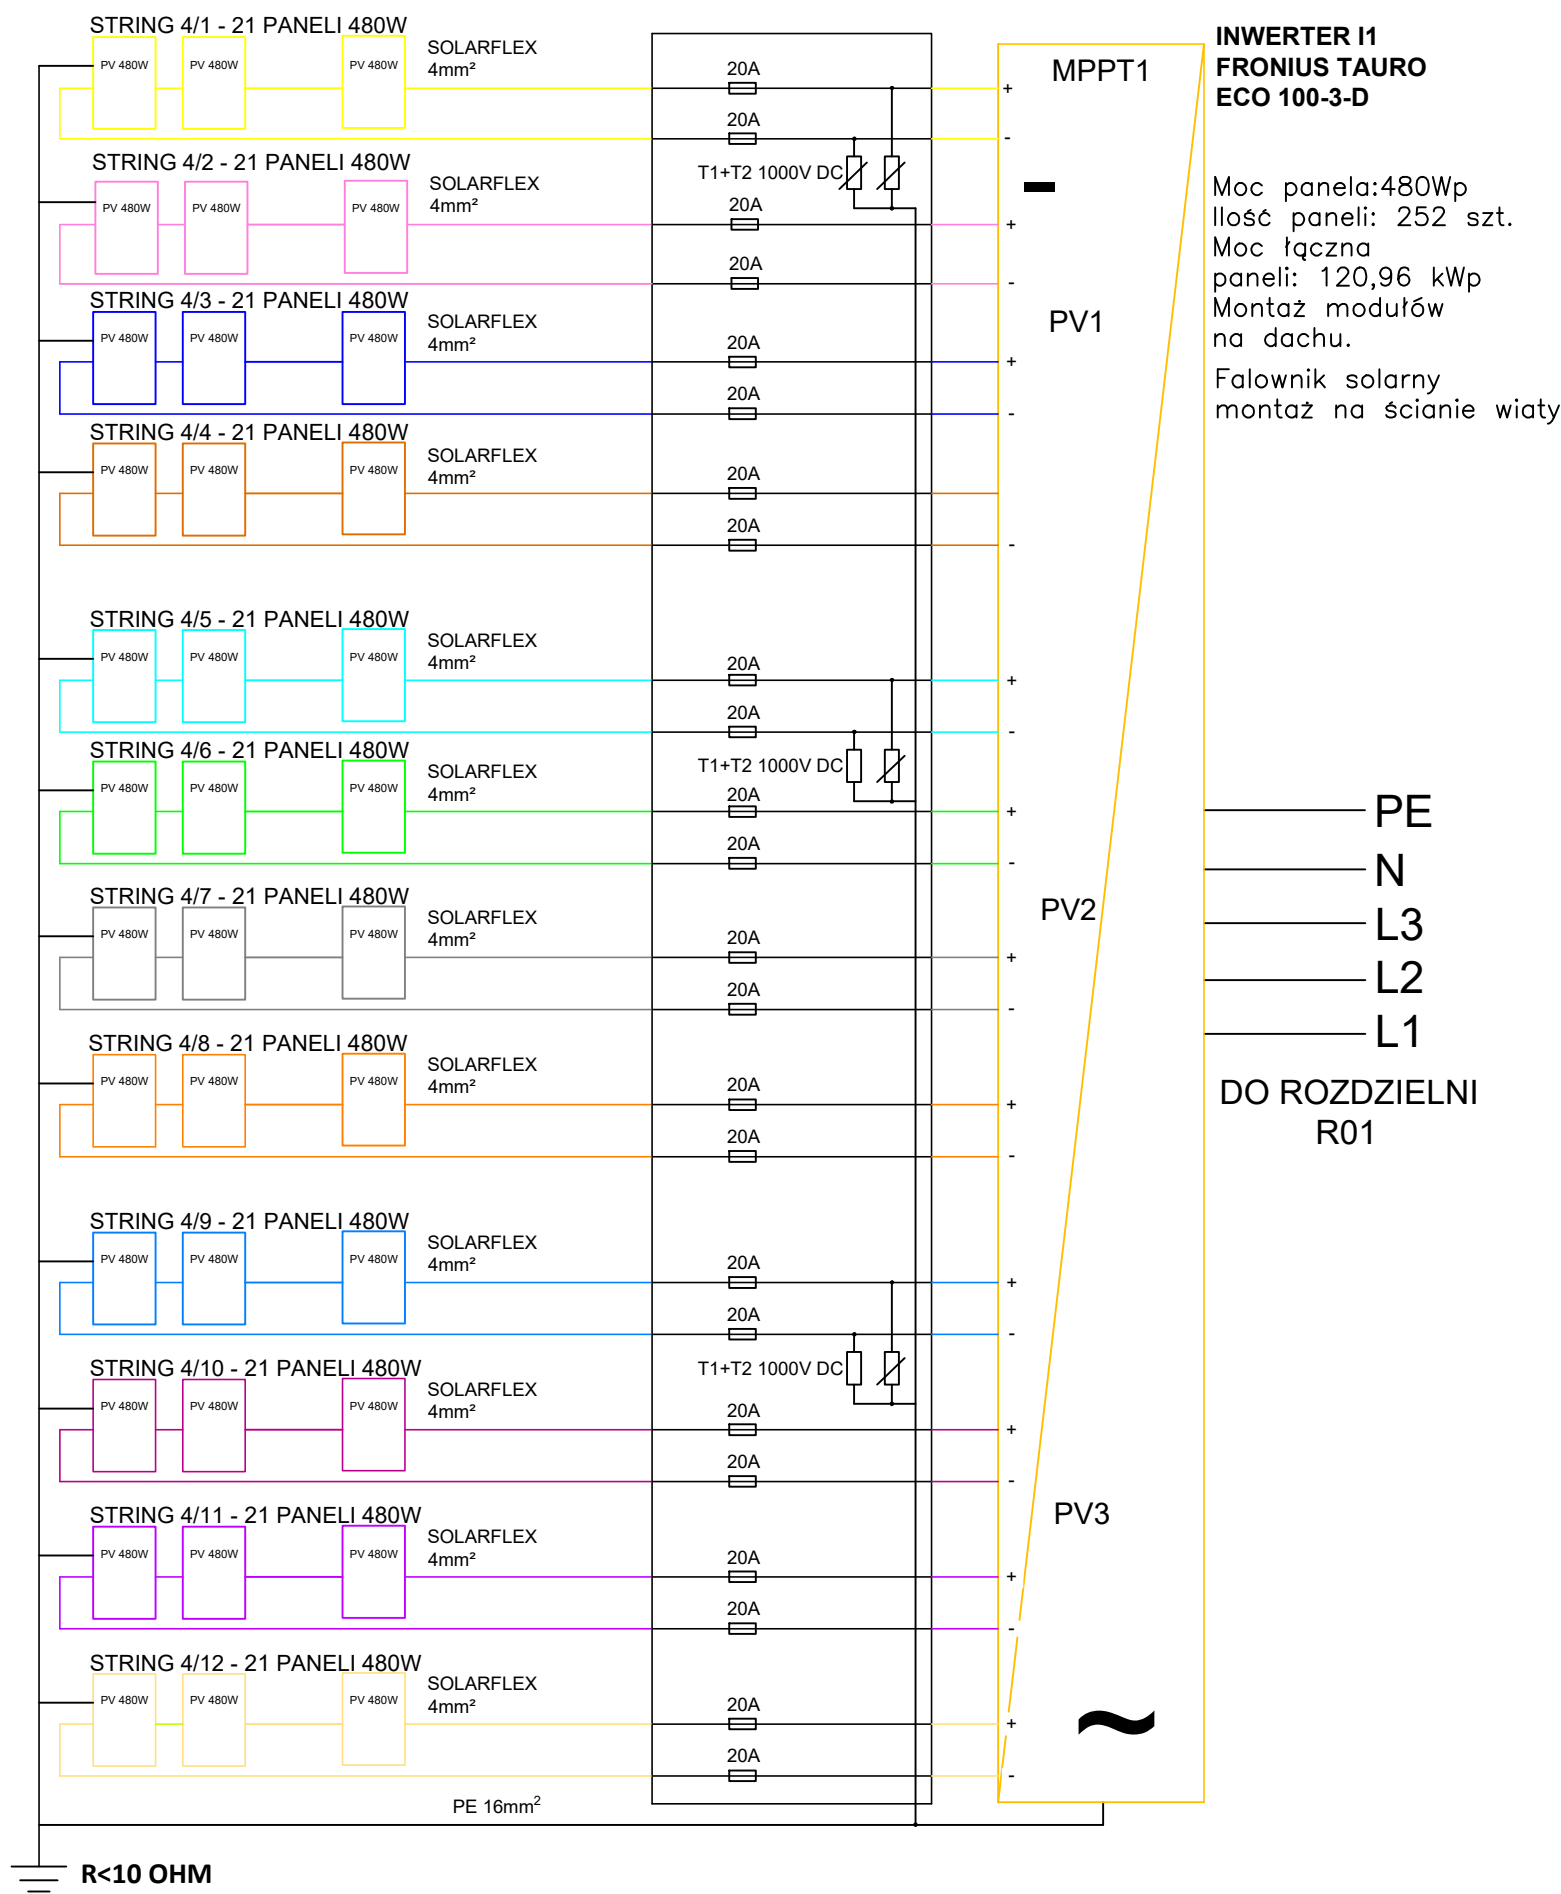 STRING 4/1 - 21 PANELI 480W
PV 480W PV 480W PV 480W
SOLARFLEX
4mm²
20A
20A
T1+T2 1000V DC
STRING 4/2 - 21 PANELI 480W
PV 480W PV 480W PV 480W
SOLARFLEX
4mm²
20A
20A
STRING 4/3 - 21 PANELI 480W
PV 480W PV 480W PV 480W
SOLARFLEX
4mm²
20A
20A
STRING 4/4 - 21 PANELI 480W
PV 480W PV 480W PV 480W
SOLARFLEX
4mm²
20A
20A
STRING 4/5 - 21 PANELI 480W
PV 480W PV 480W PV 480W
SOLARFLEX
4mm²
20A
20A
T1+T2 1000V DC
STRING 4/6 - 21 PANELI 480W
PV 480W PV 480W PV 480W
SOLARFLEX
4mm²
20A
20A
STRING 4/7 - 21 PANELI 480W
PV 480W PV 480W PV 480W
SOLARFLEX
4mm²
20A
20A
STRING 4/8 - 21 PANELI 480W
PV 480W PV 480W PV 480W
SOLARFLEX
4mm²
20A
20A
STRING 4/9 - 21 PANELI 480W
PV 480W PV 480W PV 480W
SOLARFLEX
4mm²
20A
20A
T1+T2 1000V DC
STRING 4/10 - 21 PANELI 480W
PV 480W PV 480W PV 480W
SOLARFLEX
4mm²
20A
20A
STRING 4/11 - 21 PANELI 480W
PV 480W PV 480W PV 480W
SOLARFLEX
4mm²
20A
20A
STRING 4/12 - 21 PANELI 480W
PV 480W PV 480W PV 480W
SOLARFLEX
4mm²
20A
20A
PE 16mm²
R<10 OHM
MPPT1
+
-
+
-
PV1
+
-
-
+
-
+
-
PV2
+
-
+
-
+
-
+
-
PV3
+
-
+
-
~
INWERTER I1
FRONIUS TAURO
ECO 100-3-D
Moc panela:480Wp
Ilość paneli: 252 szt.
Moc łączna
paneli: 120,96 kWp
Montaż modułów
na dachu.
Falownik solarny
montaż na ścianie wiaty
PE
N
L3
L2
L1
DO ROZDZIELNI
R01